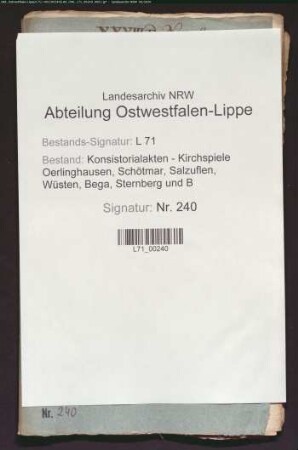 Landesarchiv NRW
Abteilung Ostwestfalen-Lippe
Bestands-Signatur: L 71
Bestand: Konsistorialakten - Kirchspiele
Oerlinghausen, Schötmar, Salzuflen,
Wüsten, Bega, Sternberg und B
Signatur: Nr. 240
L71_00240
Nr. 240